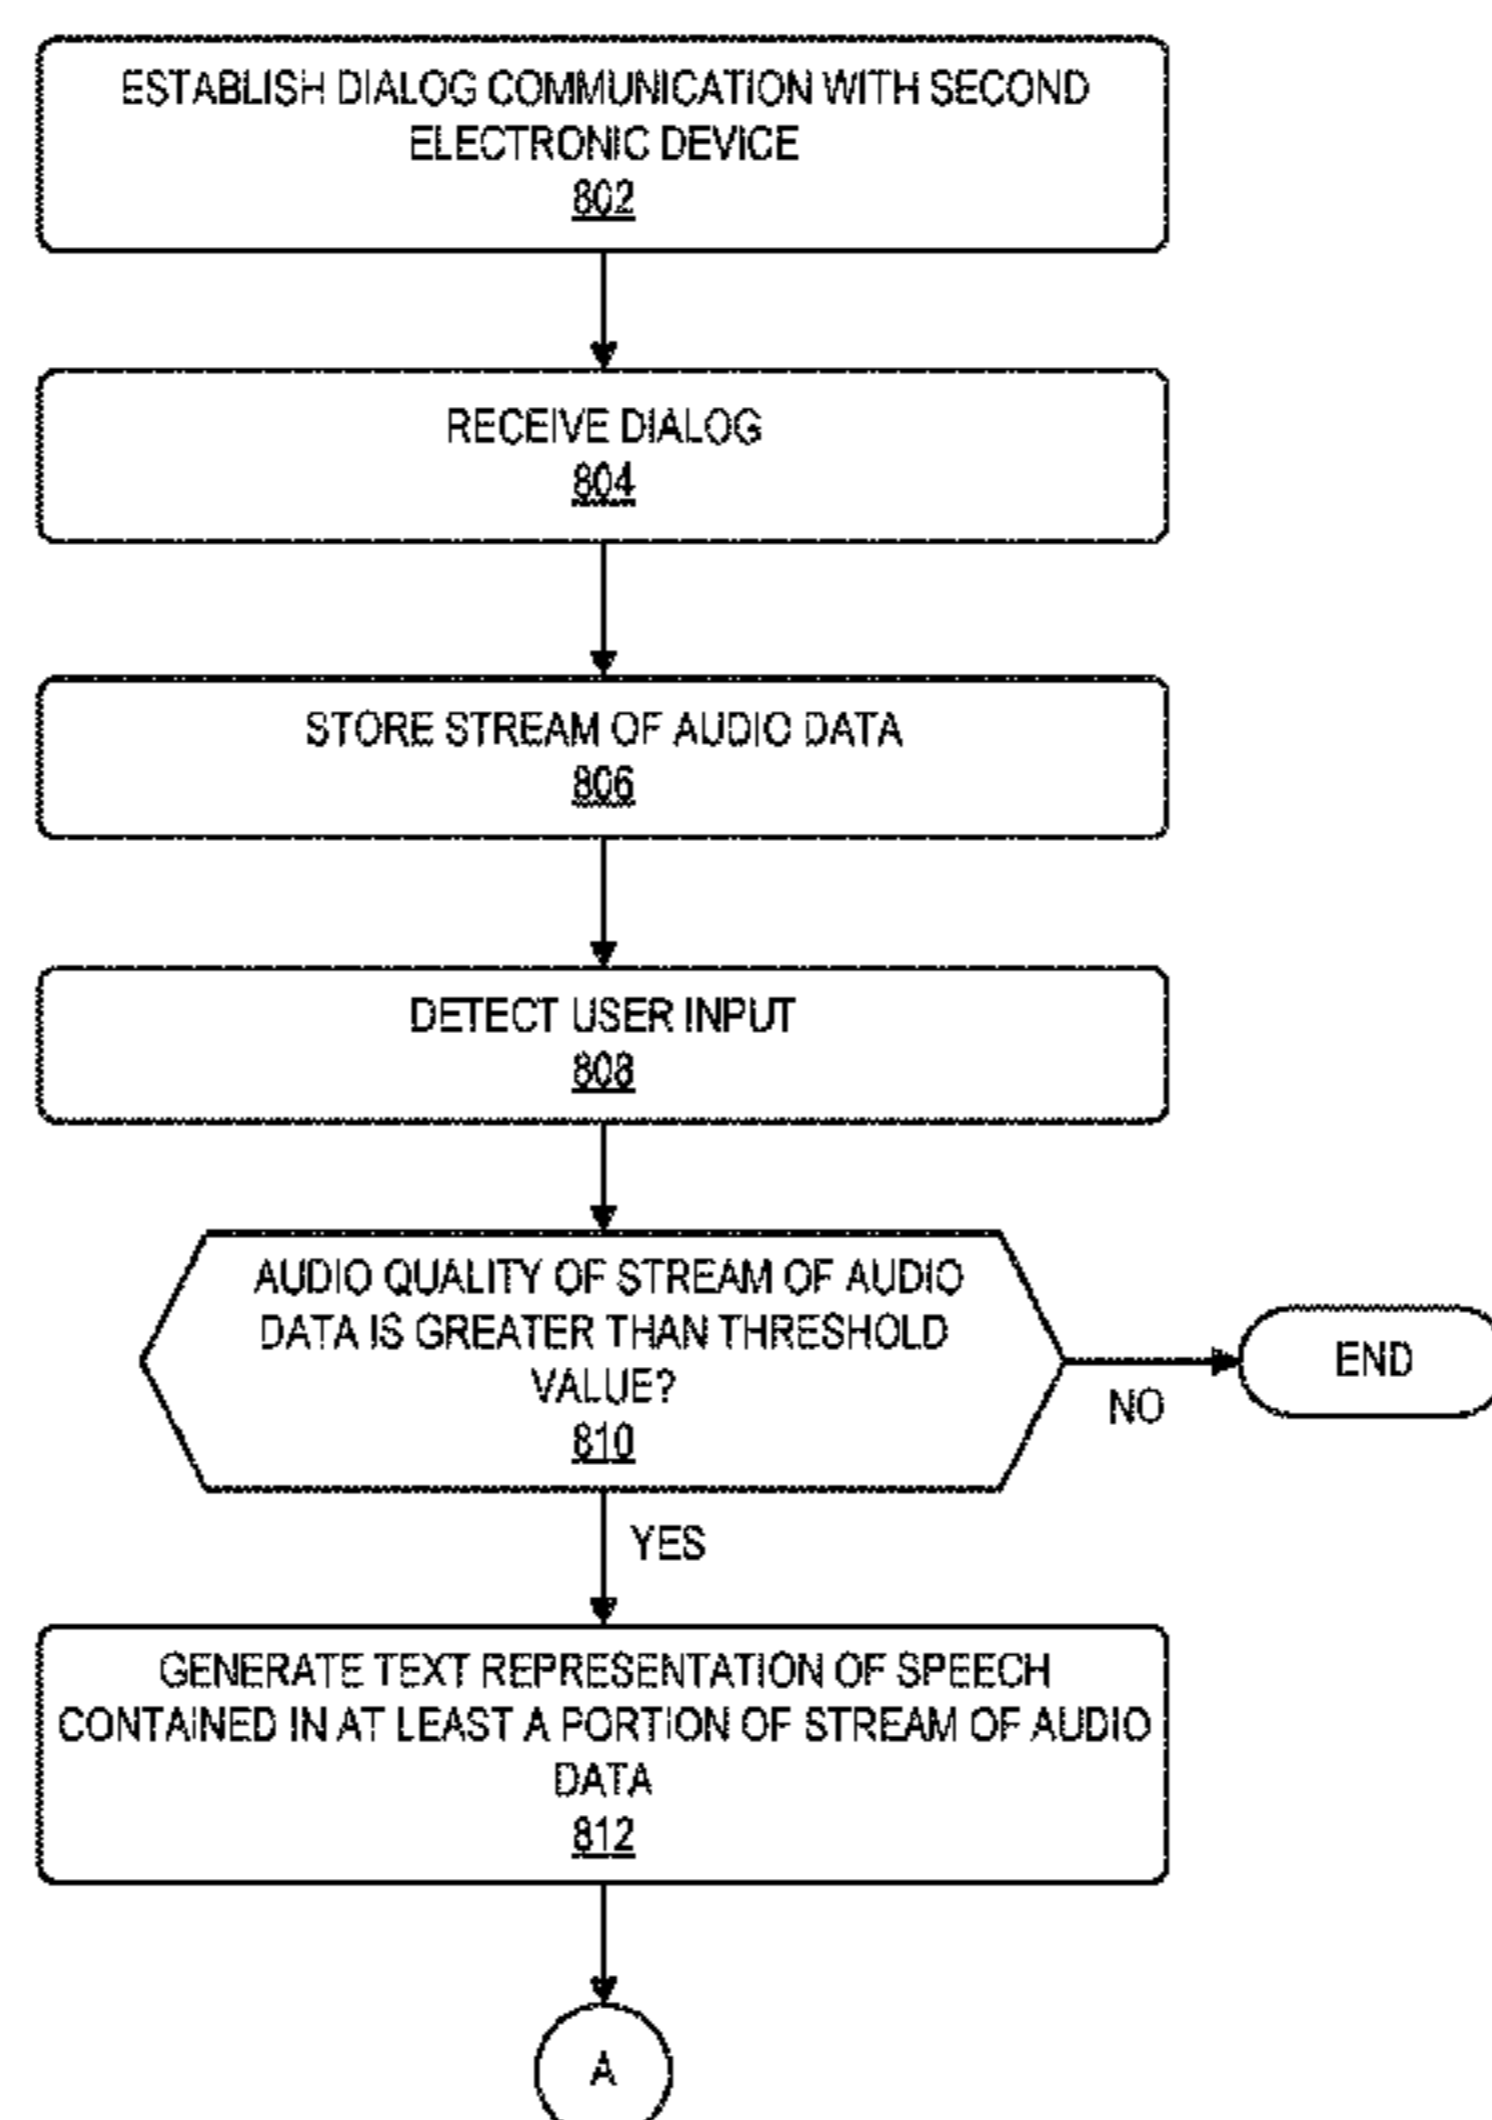 ESTABLISH DIALOG COMMUNICATION WITH SECOND
ELECTRONIC DEVICE
802
RECEIVE DIALOG
804
STORE STREAM OF AUDIO DATA
806
DETECT USER INPUT
808
AUDIO QUALITY OF STREAM OF AUDIO
DATA IS GREATER THAN THRESHOLD
VALUE?
810
END
NO
YES
GENERATE TEXT REPRESENTATION OF SPEECH
CONTAINED IN AT LEAST A PORTION OF STREAM OF AUDIO
DATA
812
A